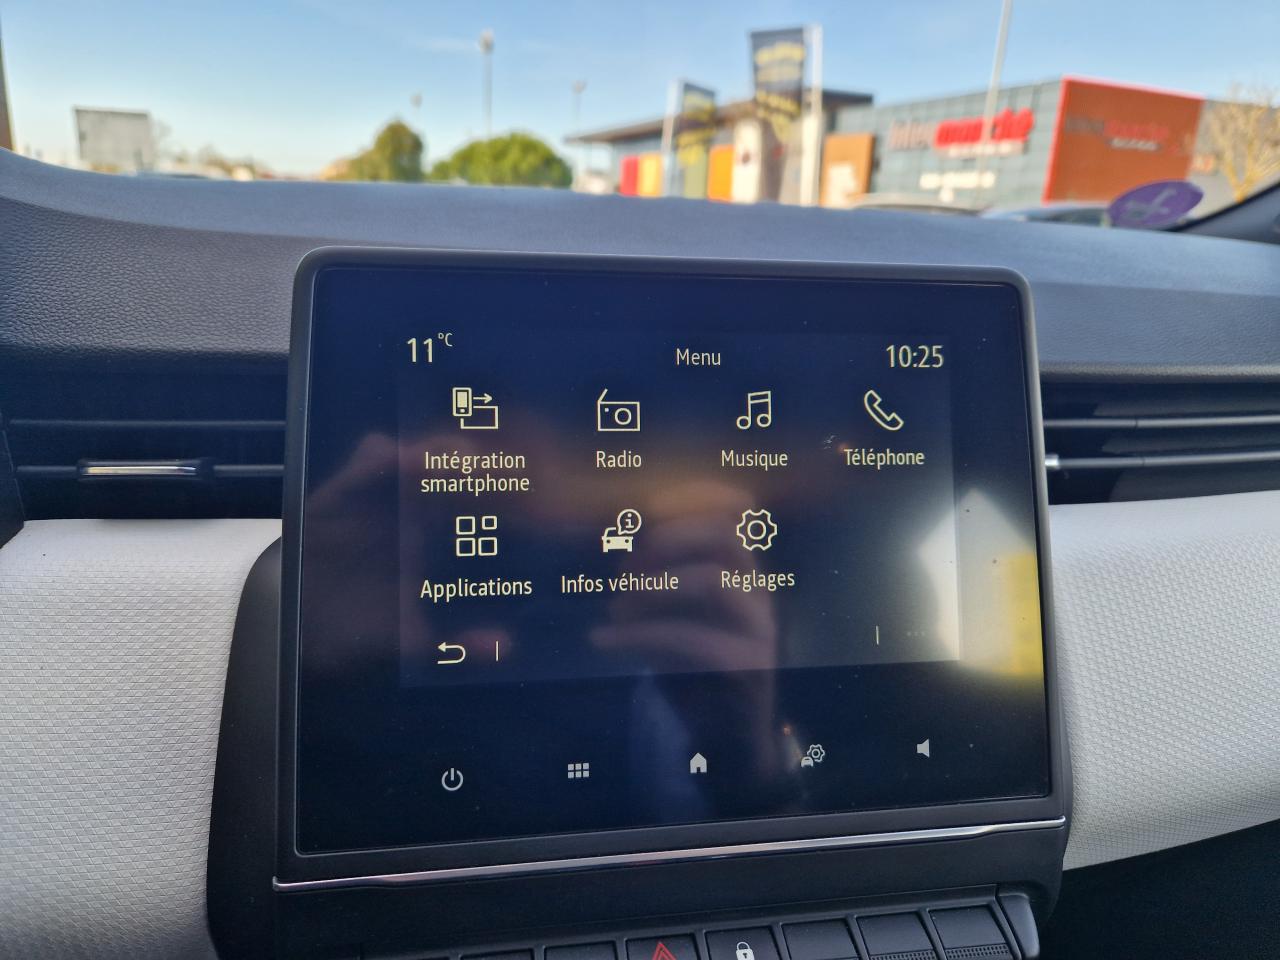 Intermarché
11°C
Menu
10:25
Intégration
smartphone
Radio
Musique
Téléphone
Applications
Infos véhicule
Réglages